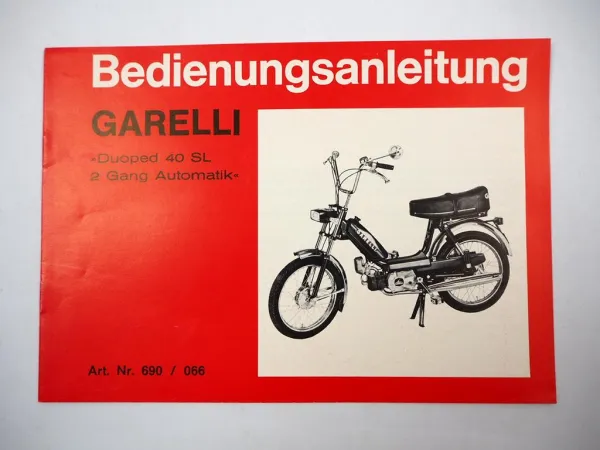 Bedienungsanleitung
GARELLI
»Duoped 40 SL
2 Gang Automatik«
Art. Nr. 690 / 066